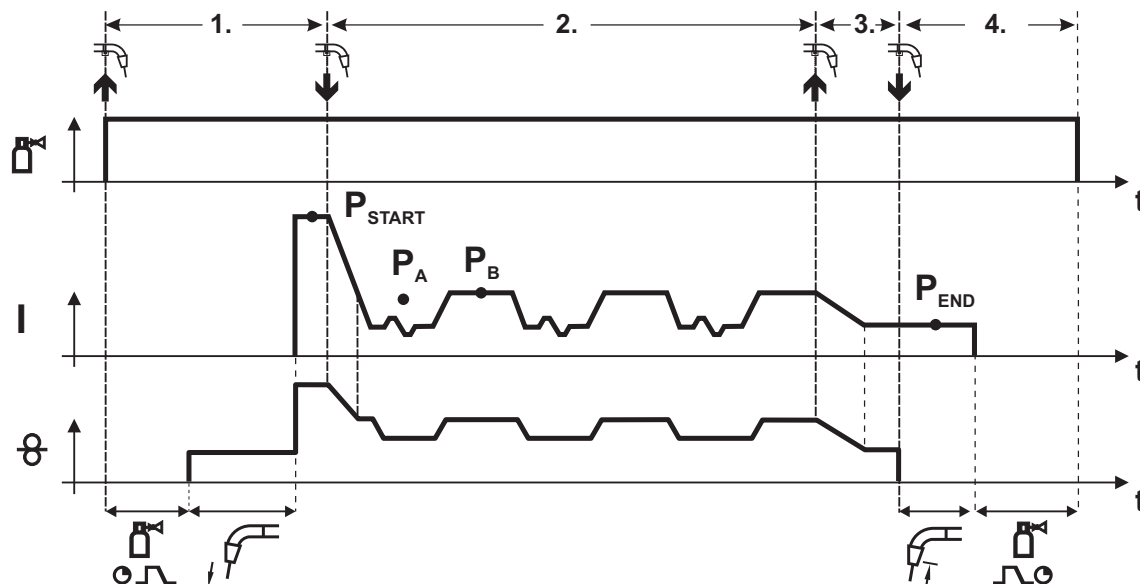 1. 2. 3. 4.
t
P_START
P_A P_B
P_END
I
t
t